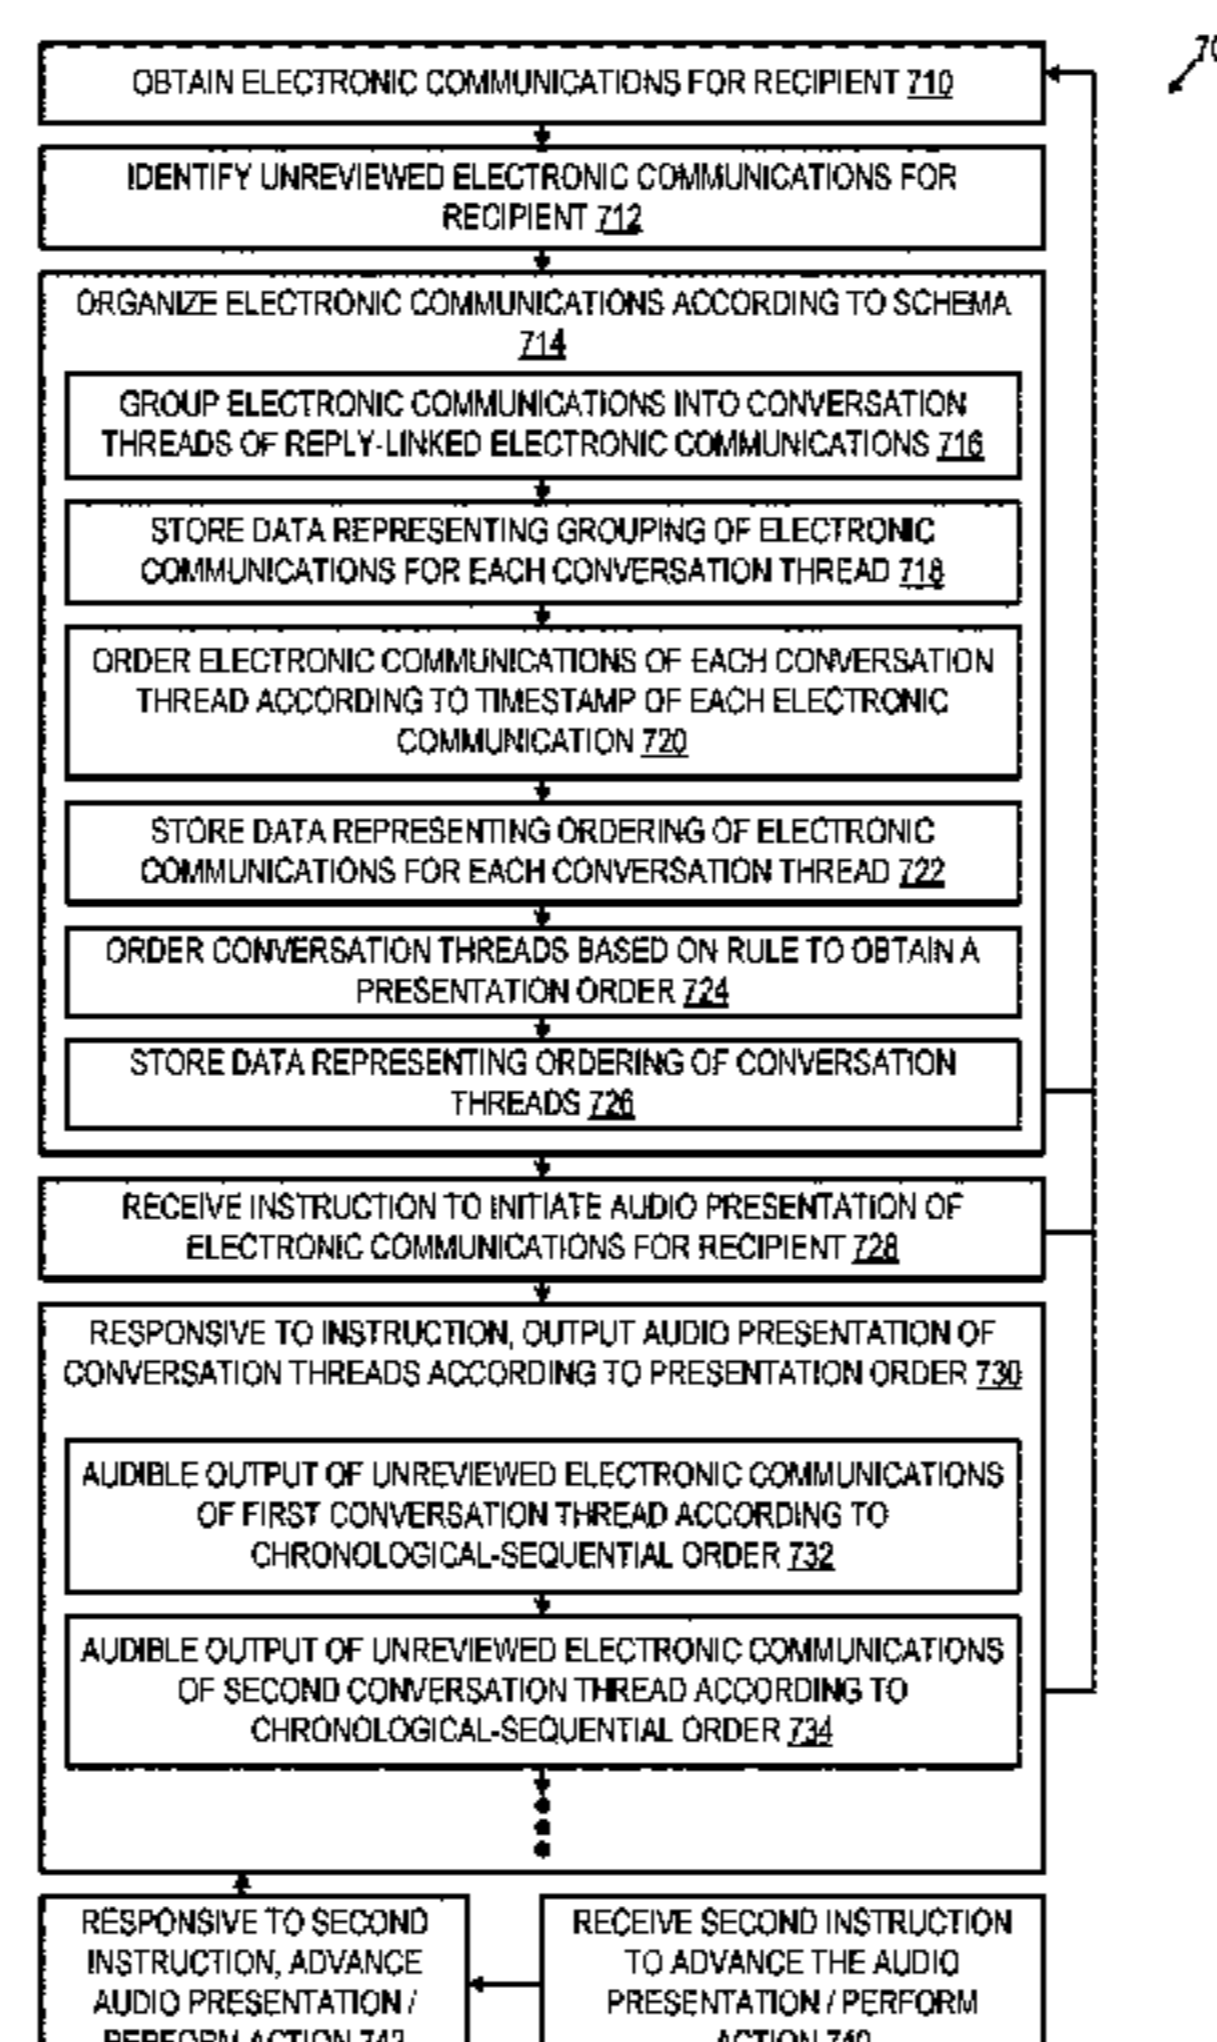 70
OBTAIN ELECTRONIC COMMUNICATIONS FOR RECIPIENT 710
IDENTIFY UNREVIEWED ELECTRONIC COMMUNICATIONS FOR
RECIPIENT 712
ORGANIZE ELECTRONIC COMMUNICATIONS ACCORDING TO SCHEMA
714
GROUP ELECTRONIC COMMUNICATIONS INTO CONVERSATION
THREADS OF REPLY-LINKED ELECTRONIC COMMUNICATIONS 716
STORE DATA REPRESENTING GROUPING OF ELECTRONIC
COMMUNICATIONS FOR EACH CONVERSATION THREAD 718
ORDER ELECTRONIC COMMUNICATIONS OF EACH CONVERSATION
THREAD ACCORDING TO TIMESTAMP OF EACH ELECTRONIC
COMMUNICATION 720
STORE DATA REPRESENTING ORDERING OF ELECTRONIC
COMMUNICATIONS FOR EACH CONVERSATION THREAD 722
ORDER CONVERSATION THREADS BASED ON RULE TO OBTAIN A
PRESENTATION ORDER 724
STORE DATA REPRESENTING ORDERING OF CONVERSATION
THREADS 726
RECEIVE INSTRUCTION TO INITIATE AUDIO PRESENTATION OF
ELECTRONIC COMMUNICATIONS FOR RECIPIENT 728
RESPONSIVE TO INSTRUCTION, OUTPUT AUDIO PRESENTATION OF
CONVERSATION THREADS ACCORDING TO PRESENTATION ORDER 730
AUDIBLE OUTPUT OF UNREVIEWED ELECTRONIC COMMUNICATIONS
OF FIRST CONVERSATION THREAD ACCORDING TO
CHRONOLOGICAL-SEQUENTIAL ORDER 732
AUDIBLE OUTPUT OF UNREVIEWED ELECTRONIC COMMUNICATIONS
OF SECOND CONVERSATION THREAD ACCORDING TO
CHRONOLOGICAL-SEQUENTIAL ORDER 734
RESPONSIVE TO SECOND
INSTRUCTION, ADVANCE
AUDIO PRESENTATION /
PERFORM ACTION 742
RECEIVE SECOND INSTRUCTION
TO ADVANCE THE AUDIO
PRESENTATION / PERFORM
ACTION 740